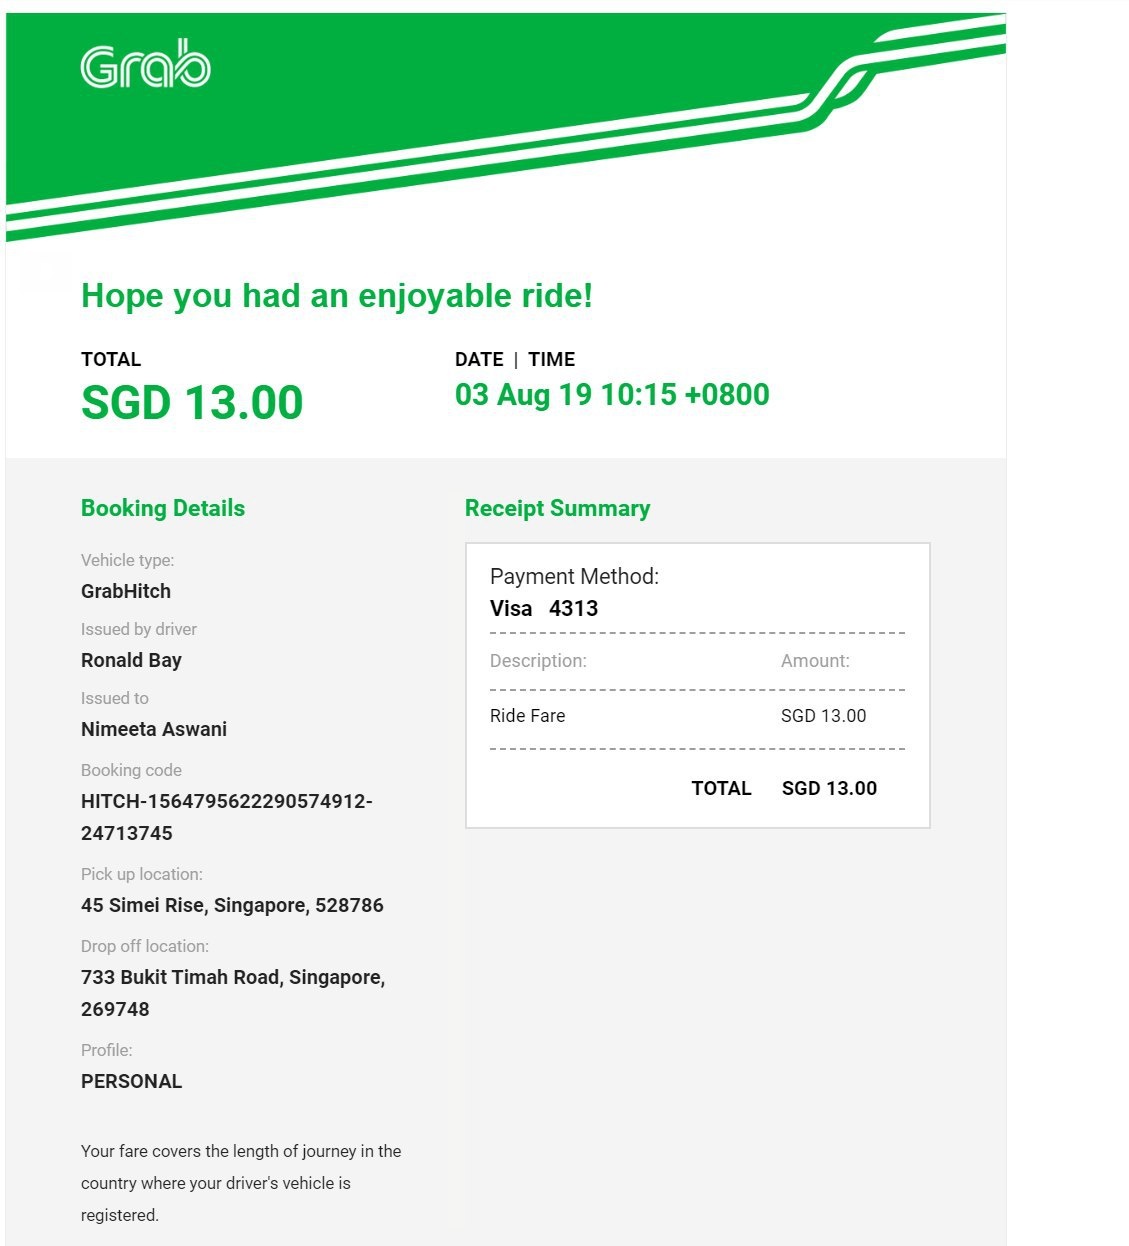 Grab
Hope you had an enjoyable ride!
TOTAL
SGD 13.00
DATE | TIME
03 Aug 19 10:15 +0800
Booking Details
Vehicle type:
GrabHitch
Issued by driver
Ronald Bay
Issued to
Nimeeta Aswani
Booking code
HITCH-1564795622290574912-
24713745
Pick up location:
45 Simei Rise, Singapore, 528786
Drop off location:
733 Bukit Timah Road, Singapore,
269748
Profile:
PERSONAL
Your fare covers the length of journey in the
country where your driver's vehicle is
registered.
Receipt Summary
Payment Method:
Visa 4313
Description: Amount:
Ride Fare SGD 13.00
TOTAL SGD 13.00